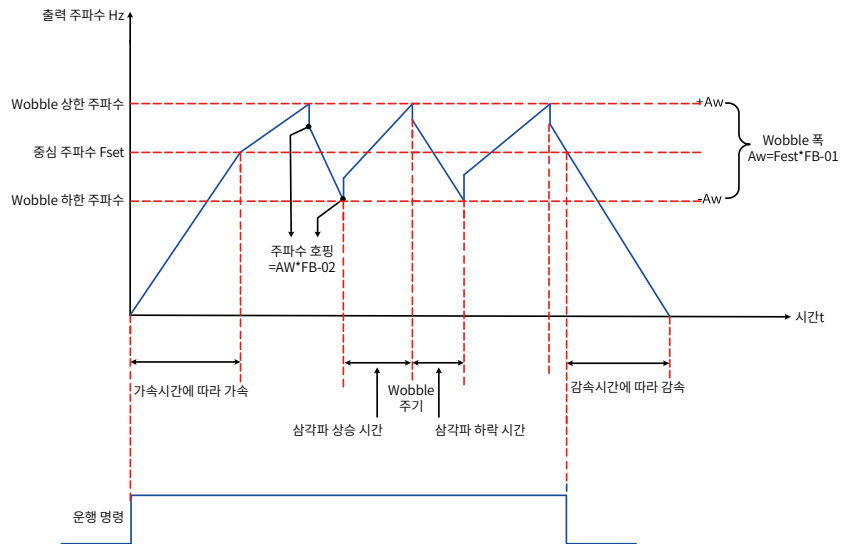 출력 주파수 Hz
Wobble 상한 주파수
+Aw
중심 주파수 Fset
Wobble 폭
Aw=Fest*FB-01
Wobble 하한 주파수
-Aw
주파수 호핑
=AW*FB-02
시간t
가속시간에 따라 가속
Wobble
주기
감속시간에 따라 감속
삼각파 상승 시간
삼각파 하락 시간
운행 명령